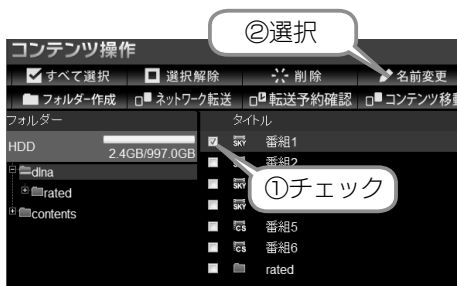 ②選択
コンテンツ操作
すべて選択 選択解除 削除 名前変更
フォルダー作成 ネットワーク転送 転送予約確認 コンテンツ移動
フォルダー タイトル
HDD 2.4GB/997.0GB
SKY 番組1
dlna
SKY 番組2
rated
SKY
①チェック
contents
SKY
CS 番組5
CS 番組6
rated